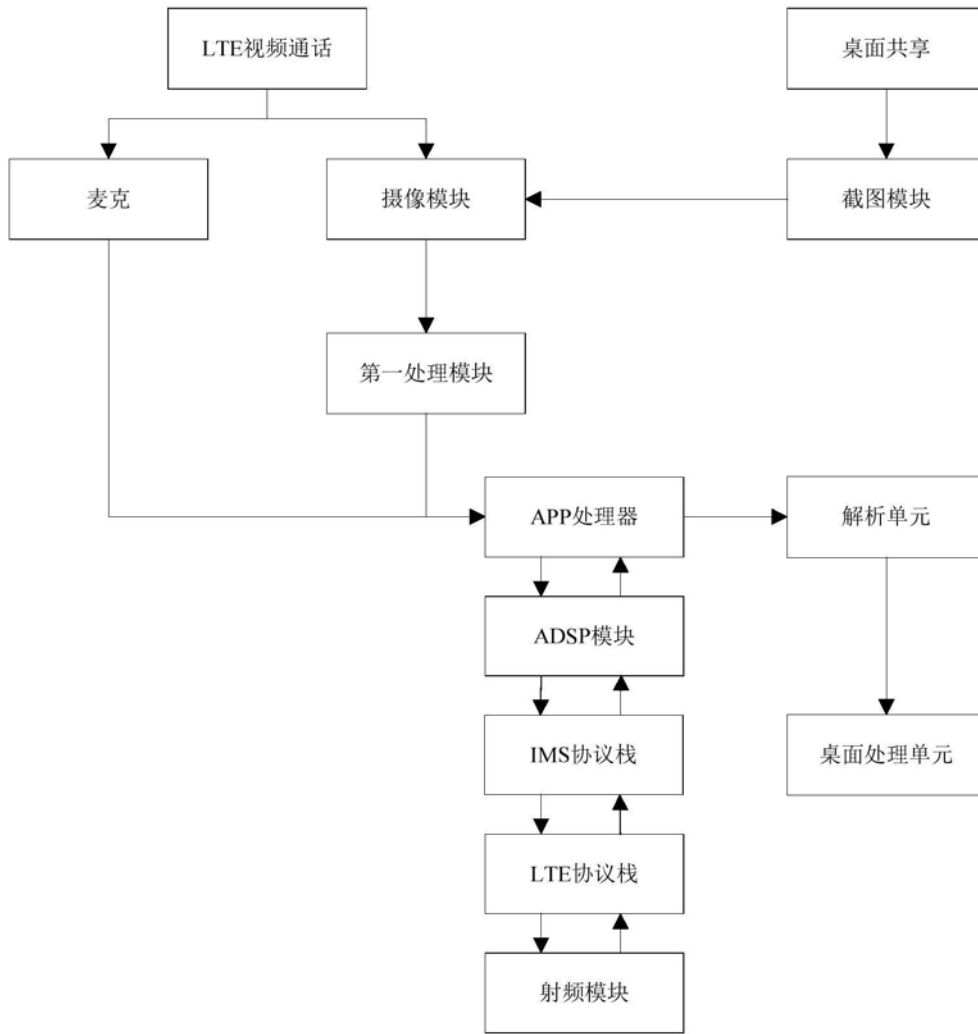 LTE视频通话
桌面共享
麦克
摄像模块
截图模块
第一处理模块
APP处理器
解析单元
ADSP模块
IMS协议栈
桌面处理单元
LTE协议栈
射频模块